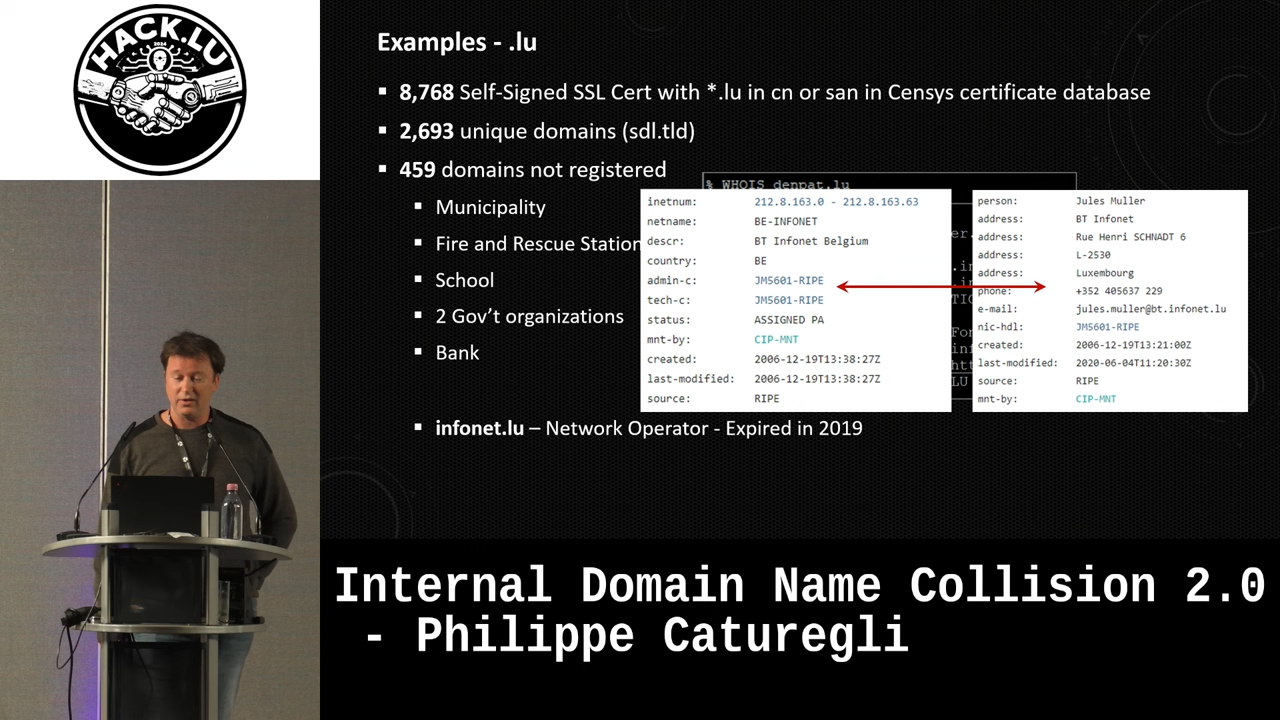 HACK.LU
2024
Examples - .lu
▪ 8,768 Self-Signed SSL Cert with *.lu in cn or san in Censys certificate database
▪ 2,693 unique domains (sdl.tld)
▪ 459 domains not registered
▪ Municipality
▪ Fire and Rescue Station
▪ School
▪ 2 Gov't organizations
▪ Bank
% WHOIS denpat.lu
inetnum: 212.8.163.0 - 212.8.163.63
netname: BE-INFONET
descr: BT Infonet Belgium
country: BE
admin-c: JM5601-RIPE
tech-c: JM5601-RIPE
status: ASSIGNED PA
mnt-by: CIP-MNT
created: 2006-12-19T13:38:27Z
last-modified: 2006-12-19T13:38:27Z
source: RIPE
person: Jules Muller
address: BT Infonet
address: Rue Henri SCHNADT 6
address: L-2530
address: Luxembourg
phone: +352 405637 229
e-mail: jules.muller@bt.infonet.lu
nic-hdl: JM5601-RIPE
created: 2006-12-19T13:21:00Z
last-modified: 2020-06-04T11:20:30Z
source: RIPE
mnt-by: CIP-MNT
▪ infonet.lu – Network Operator - Expired in 2019
Internal Domain Name Collision 2.0
- Philippe Caturegli